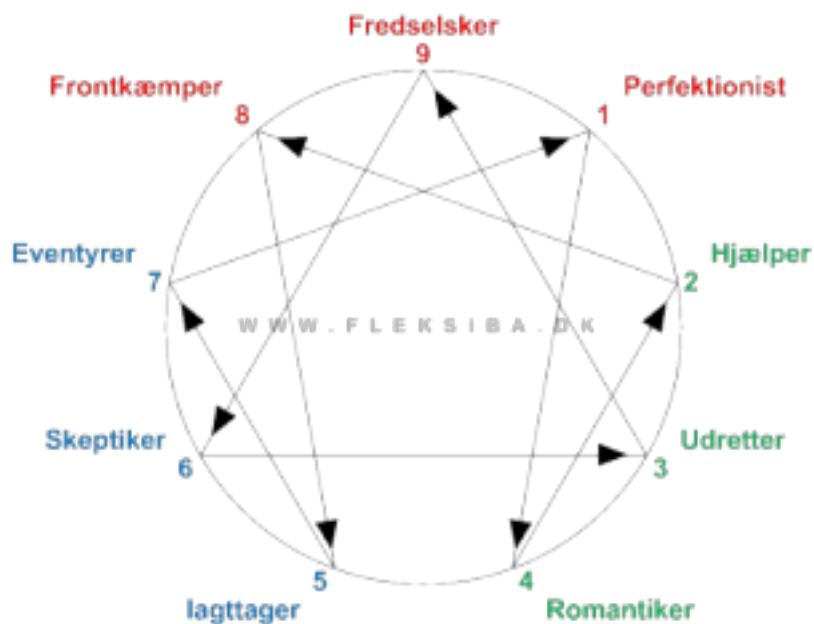 Fredselsker
9
Frontkæmper
8
Perfektionist
1
Eventyrer
7
Hjælper
2
WWW.FLEKSIBA.DK
Skeptiker
6
Udretter
3
5
Iagttager
4
Romantiker